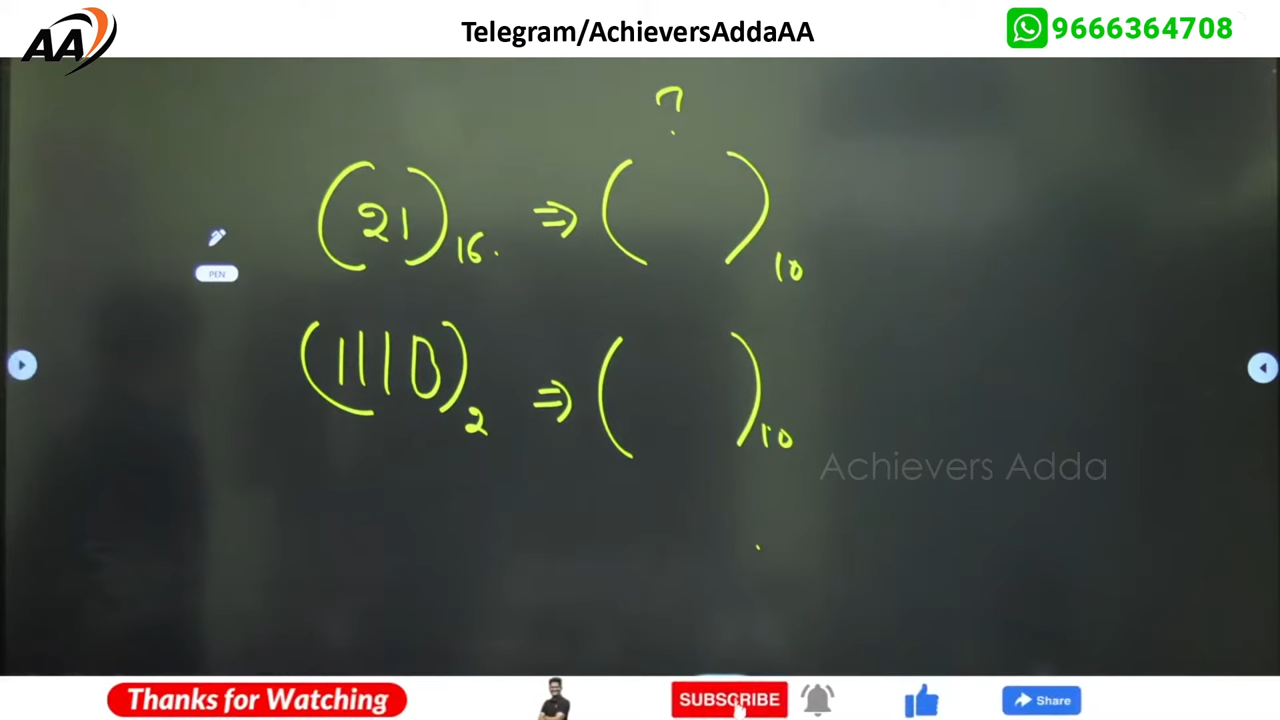 AA
Telegram/AchieversAddaAA
9666364708
?
(21)16. ⇒ ( )10
PEN
(1110)2 ⇒ ( )10
Achievers Adda
Thanks for Watching
SUBSCRIBE
Share